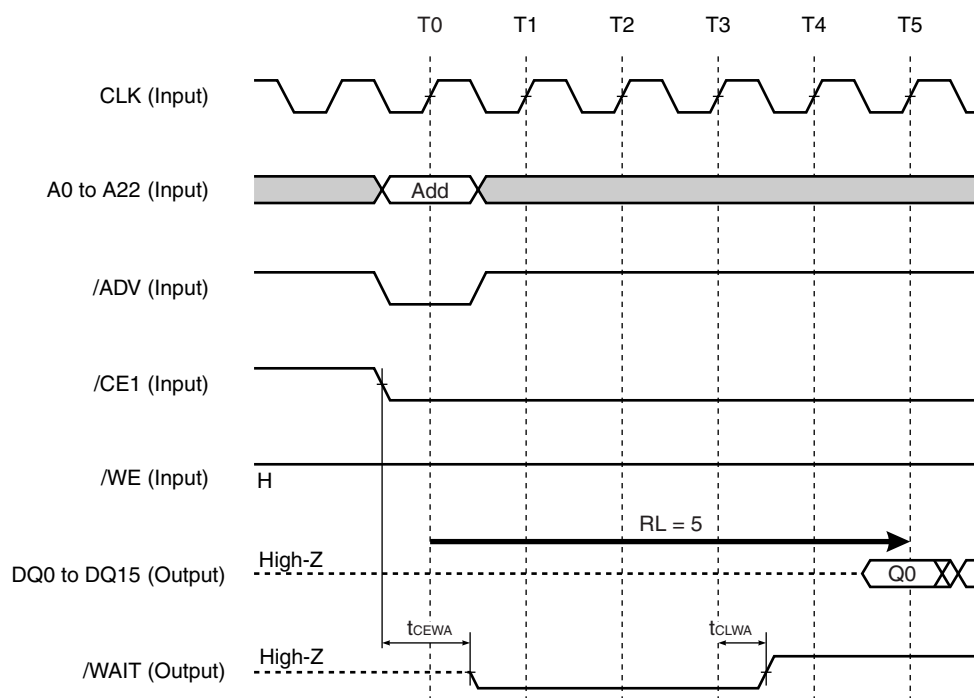 T0 T1 T2 T3 T4 T5
CLK (Input)
A0 to A22 (Input) Add
/ADV (Input)
/CE1 (Input)
/WE (Input) H
RL = 5
DQ0 to DQ15 (Output) High-Z Q0
tCEWA tCLWA
/WAIT (Output) High-Z